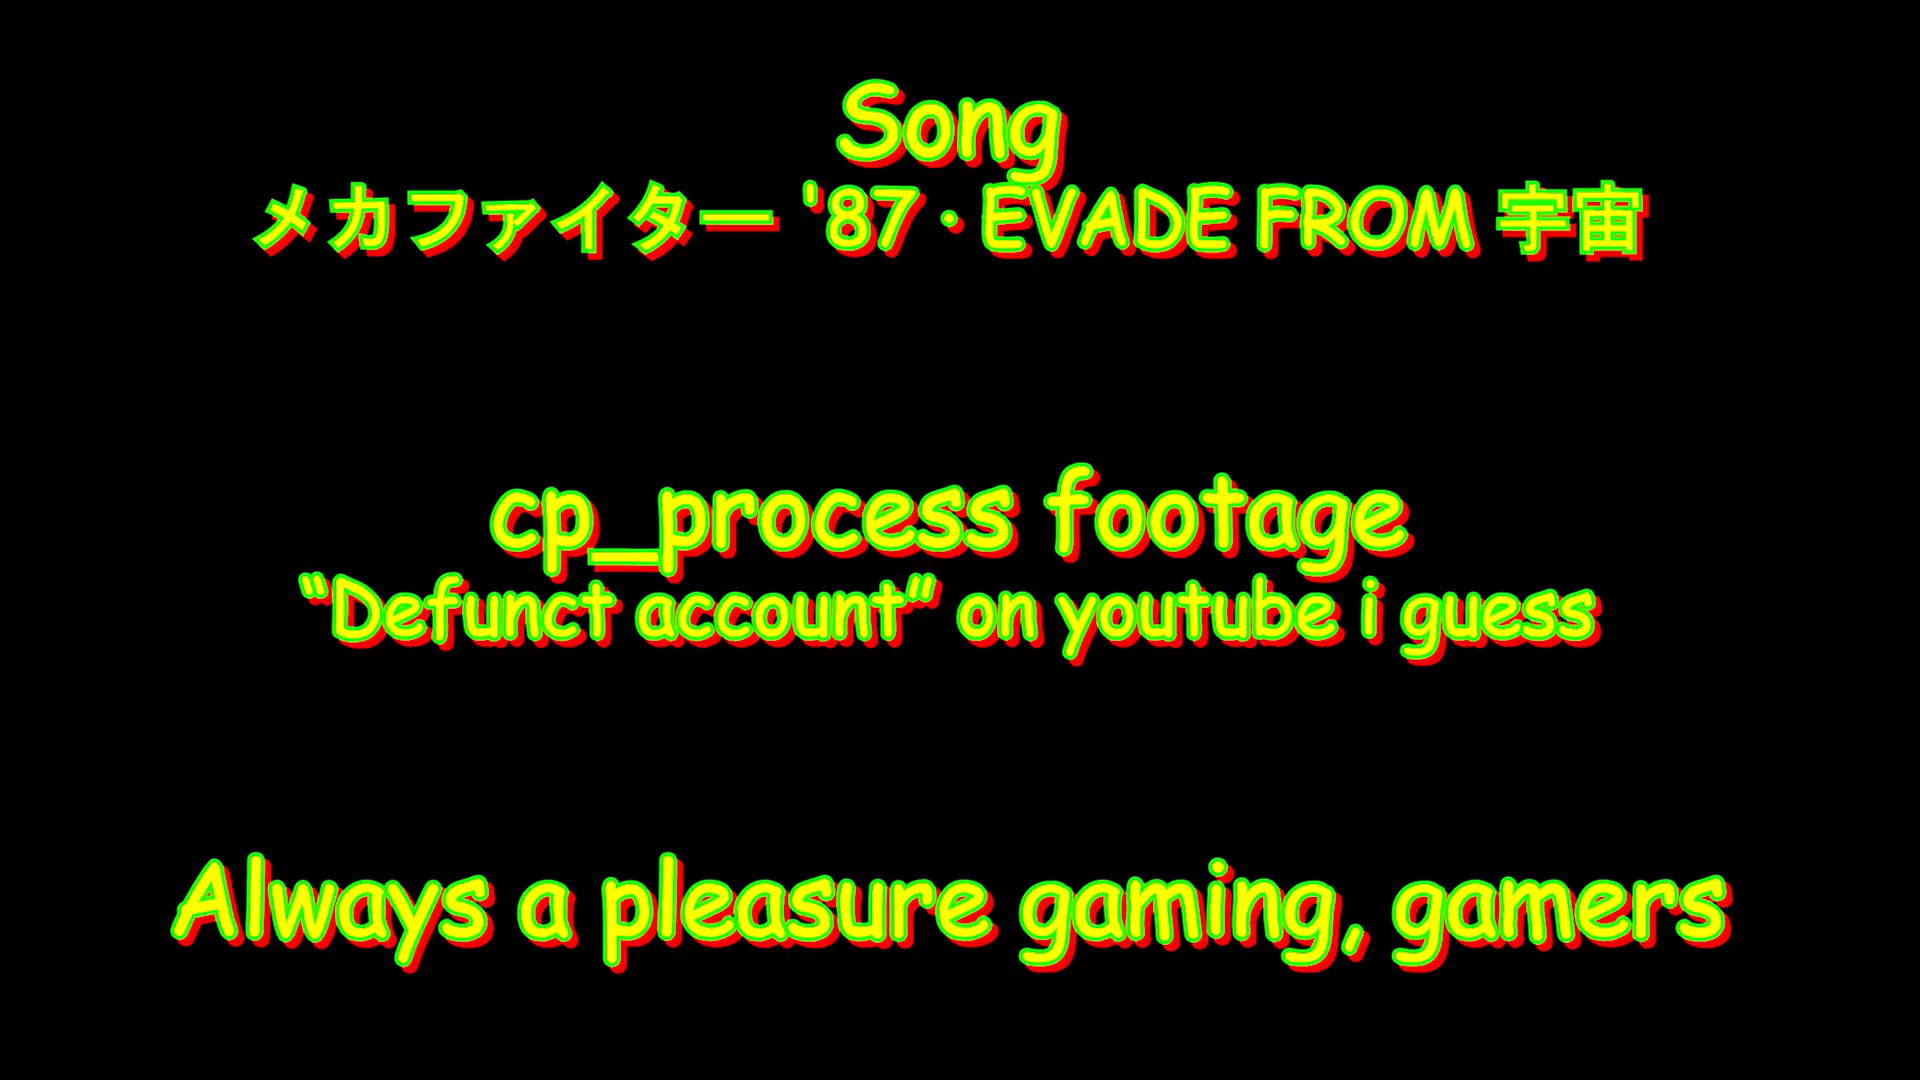 Song
メカファイター '87 · EVADE FROM 宇宙
cp_process footage
“Defunct account” on youtube i guess
Always a pleasure gaming, gamers